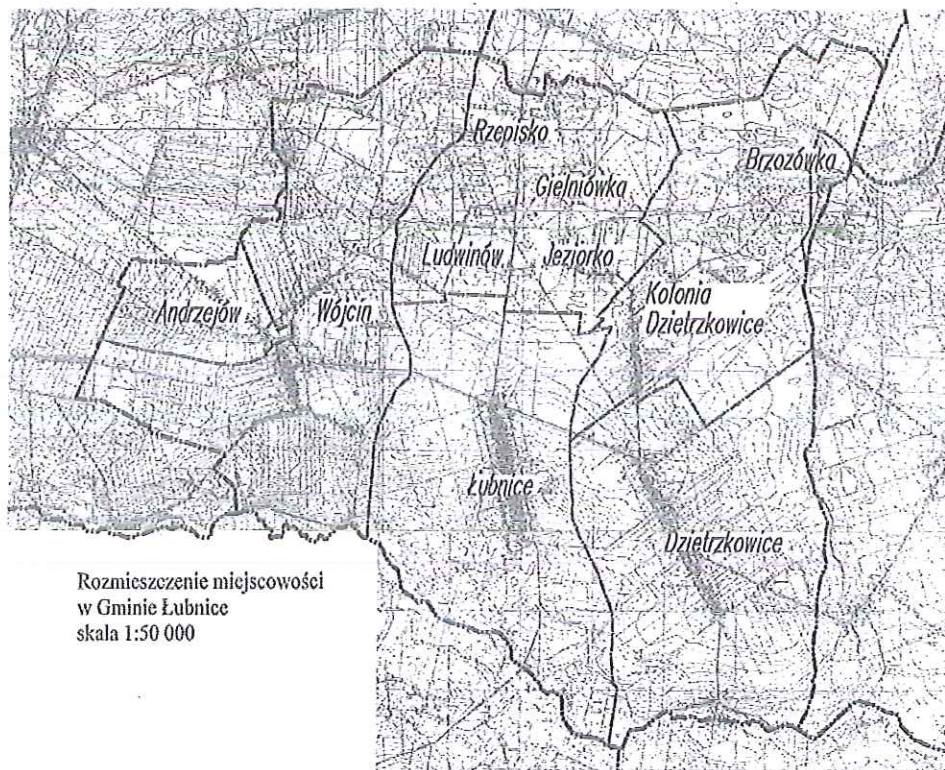 Rzepisko
Brzozówka
Gielniówka
Ludwinów
Jeziorko
Kolonia
Dzietrzkowice
Andrzejów
Wójcin
Łubnice
Dzietrzkowice
Rozmieszczenie miejscowości
w Gminie Łubnice
skala 1:50 000